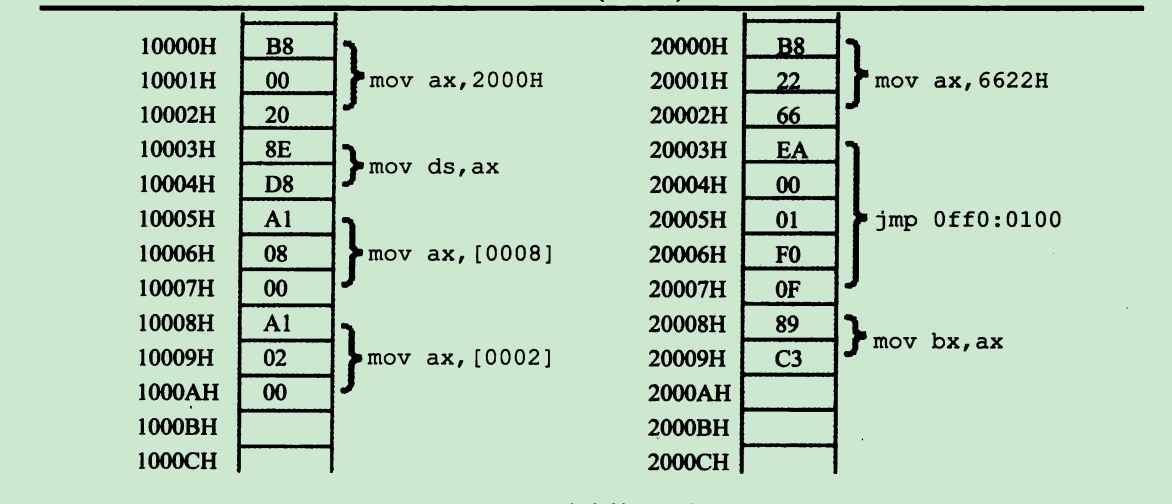 10000H B8 mov ax,2000H
10001H 00
10002H 20
10003H 8E mov ds,ax
10004H D8
10005H A1 mov ax,[0008]
10006H 08
10007H 00
10008H A1 mov ax,[0002]
10009H 02
1000AH 00
1000BH
1000CH
20000H B8 mov ax,6622H
20001H 22
20002H 66
20003H EA jmp 0ff0:0100
20004H 00
20005H 01
20006H F0
20007H 0F
20008H 89 mov bx,ax
20009H C3
2000AH
2000BH
2000CH